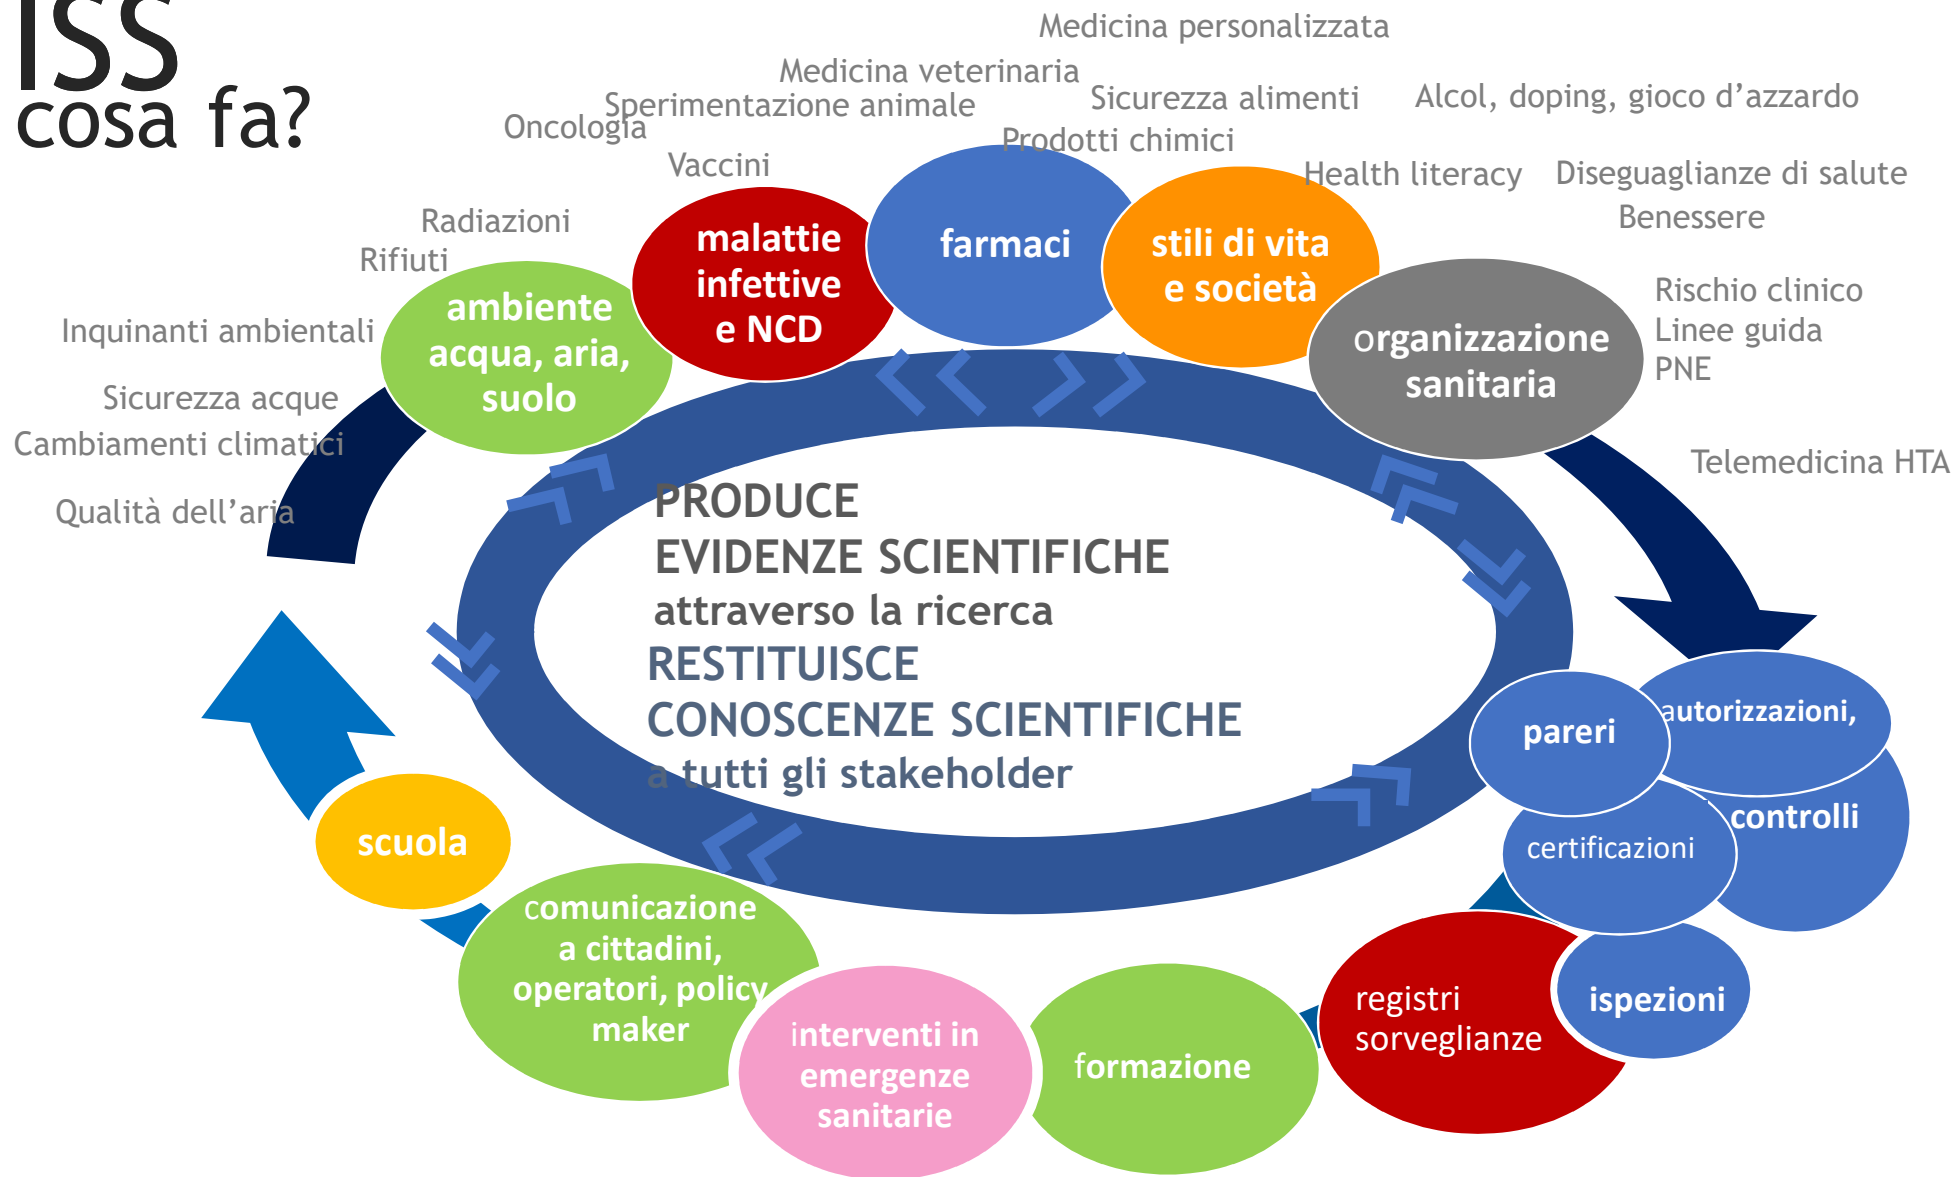 ISS
cosa fa?
Medicina personalizzata
Medicina veterinaria
Sperimentazione animale
Sicurezza alimenti
Alcol, doping, gioco d’azzardo
Oncologia
Prodotti chimici
Vaccini
Health literacy
Diseguaglianze di salute
Benessere
Radiazioni
Rifiuti
Inquinanti ambientali
Sicurezza acque
Cambiamenti climatici
Qualità dell’aria
Rischio clinico
Linee guida
PNE
Telemedicina HTA
ambiente
acqua, aria,
suolo
malattie
infettive
e NCD
farmaci
stili di vita
e società
organizzazione
sanitaria
PRODUCE
EVIDENZE SCIENTIFICHE
attraverso la ricerca
RESTITUISCE
CONOSCENZE SCIENTIFICHE
a tutti gli stakeholder
pareri
autorizzazioni,
controlli
certificazioni
ispezioni
registri
sorveglianze
formazione
interventi in
emergenze
sanitarie
comunicazione
a cittadini,
operatori, policy
maker
scuola